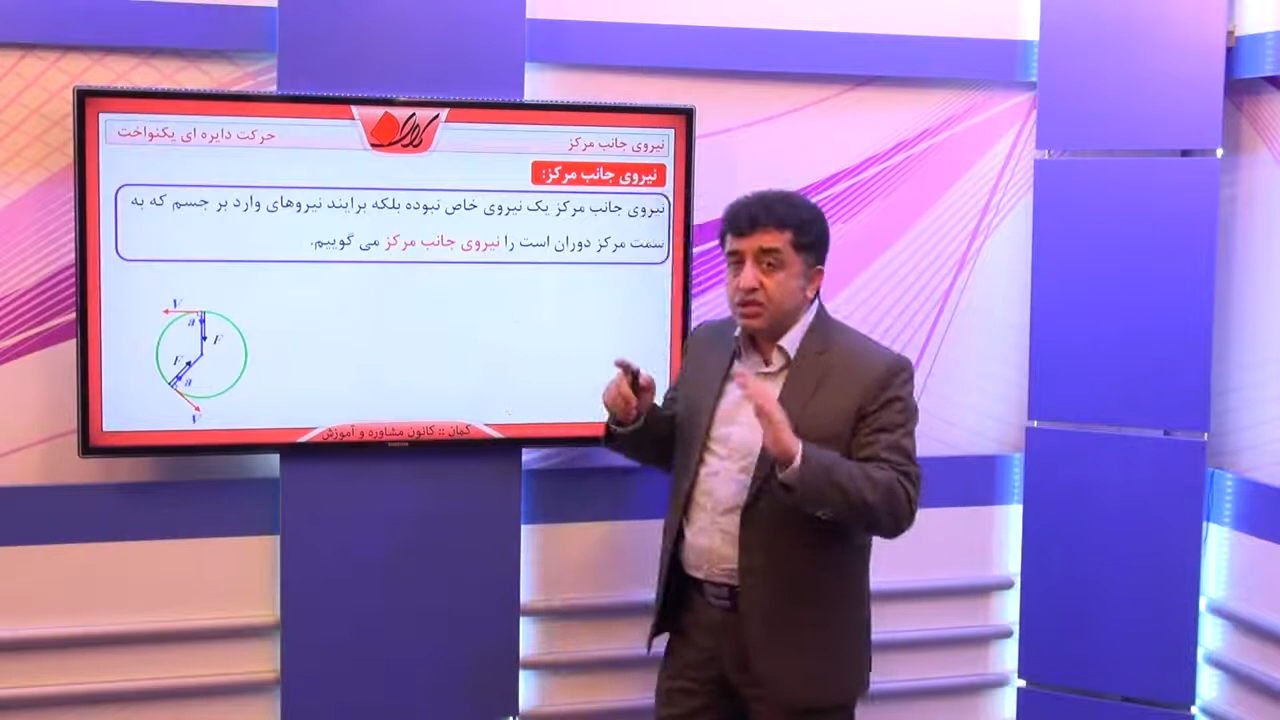 نیروی جانب مرکز
حرکت دایره ای یکنواخت
نیروی جانب مرکز:
نیروی جانب مرکز یک نیروی خاص نبوده بلکه برایند نیروهای وارد بر جسم که به
سمت مرکز دوران است را نیروی جانب مرکز می گوییم.
V
a
F
F
a
V
کمان :: کانون مشاوره و آموزش